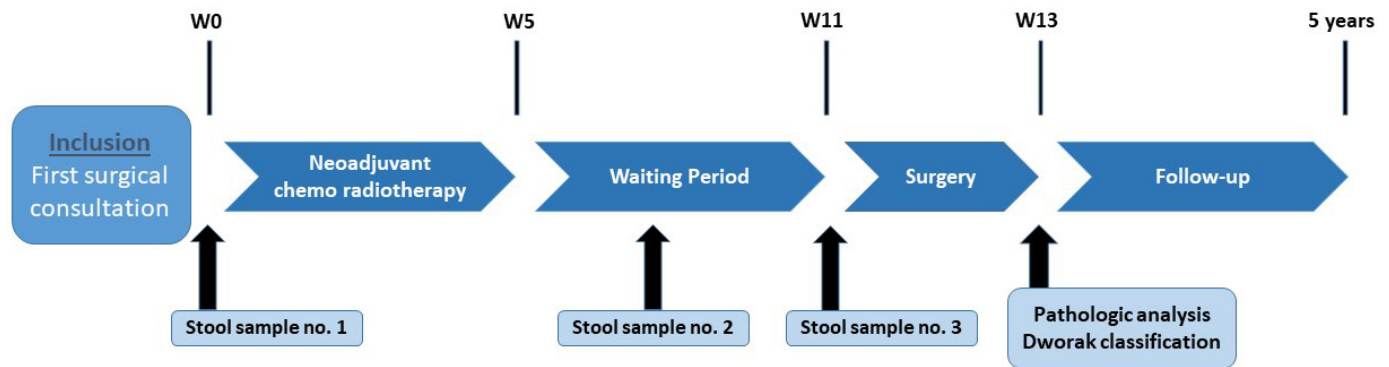 W0
W5
W11
W13
5 years
Inclusion
First surgical
consultation
Neoadjuvant
chemo radiotherapy
Waiting Period
Surgery
Follow-up
Stool sample no. 1
Stool sample no. 2
Stool sample no. 3
Pathologic analysis
Dworak classification